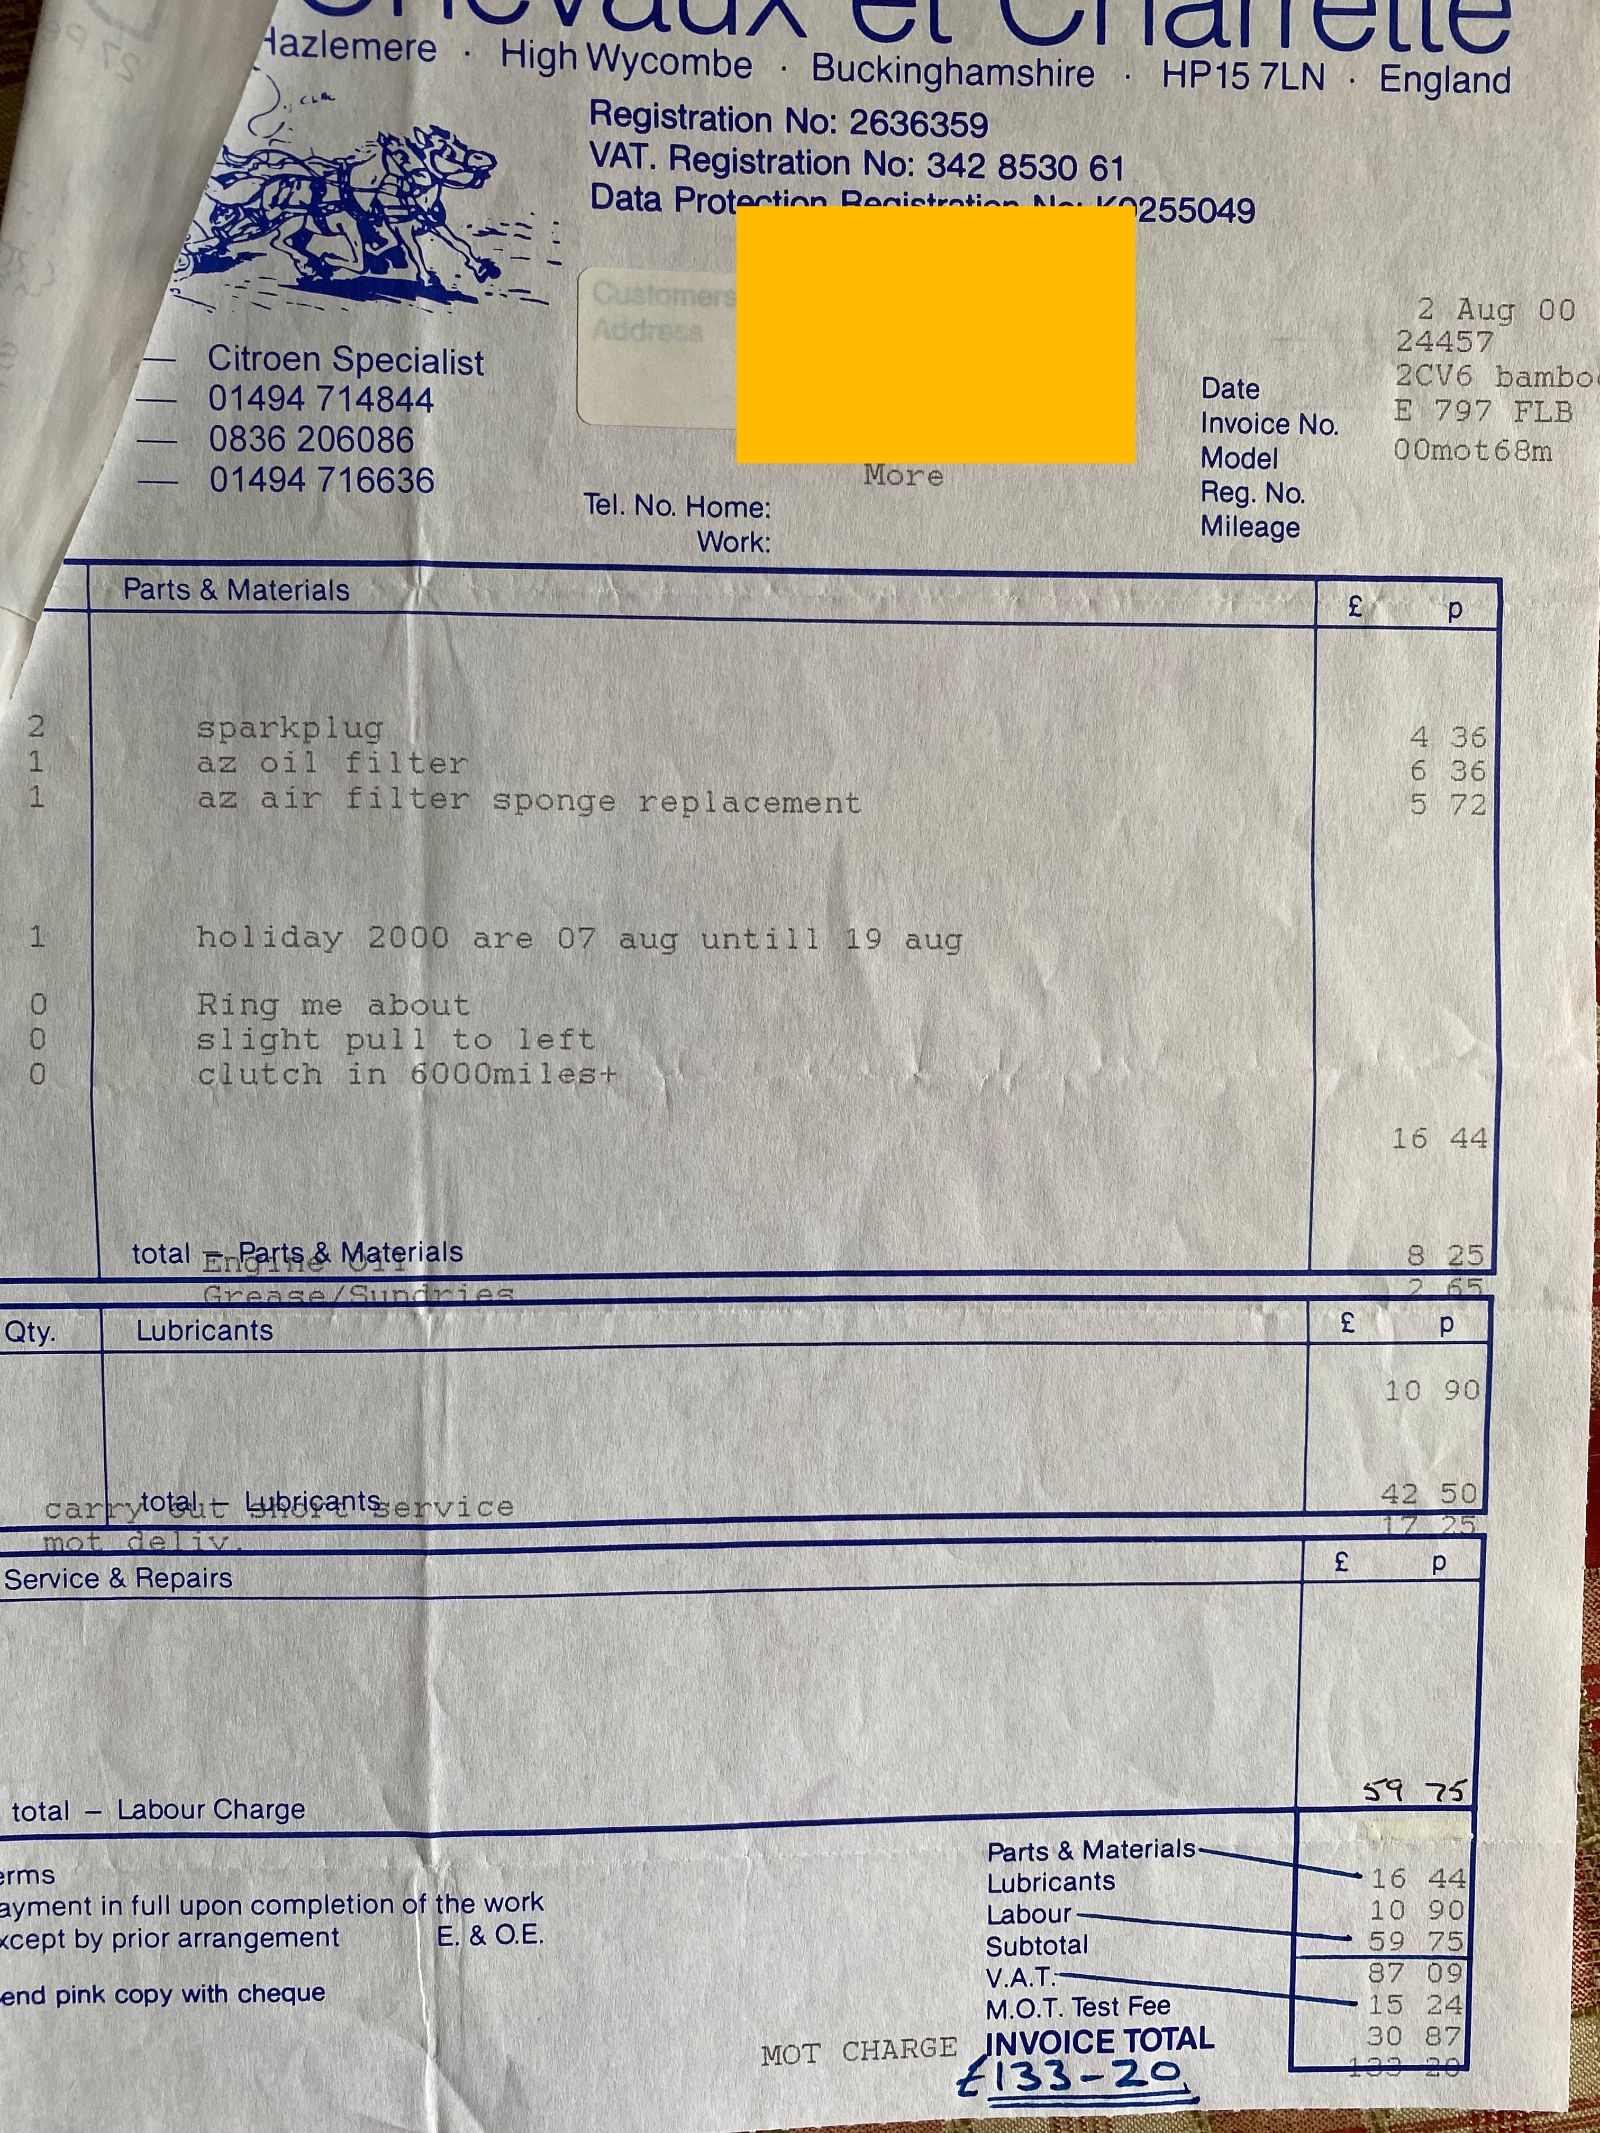 Chevaux et Charrette
Hazlemere · High Wycombe · Buckinghamshire · HP15 7LN · England
Registration No: 2636359
VAT. Registration No: 342 8530 61
Data Protection Registration No: K0255049
Customers
Address
— Citroen Specialist
— 01494 714844
— 0836 206086
— 01494 716636
More
Tel. No. Home:
Work:
Date 2 Aug 00
Invoice No. 24457
Model 2CV6 bamboo
Reg. No. E 797 FLB
Mileage 00mot68m
Parts & Materials £ p
2 sparkplug 4 36
1 az oil filter 6 36
1 az air filter sponge replacement 5 72
1 holiday 2000 are 07 aug untill 19 aug
0 Ring me about
0 slight pull to left
0 clutch in 6000miles+
16 44
total – Parts & Materials
Engine Oil 8 25
Grease/Sundries 2 65
Qty. Lubricants £ p
10 90
total – Lubricants
carry out short service 42 50
mot deliv. 17 25
Service & Repairs £ p
total – Labour Charge 59 75
erms
ayment in full upon completion of the work
xcept by prior arrangement E. & O.E.
end pink copy with cheque
Parts & Materials 16 44
Lubricants 10 90
Labour 59 75
Subtotal 87 09
V.A.T. 15 24
M.O.T. Test Fee 30 87
MOT CHARGE INVOICE TOTAL 133 20
£133-20